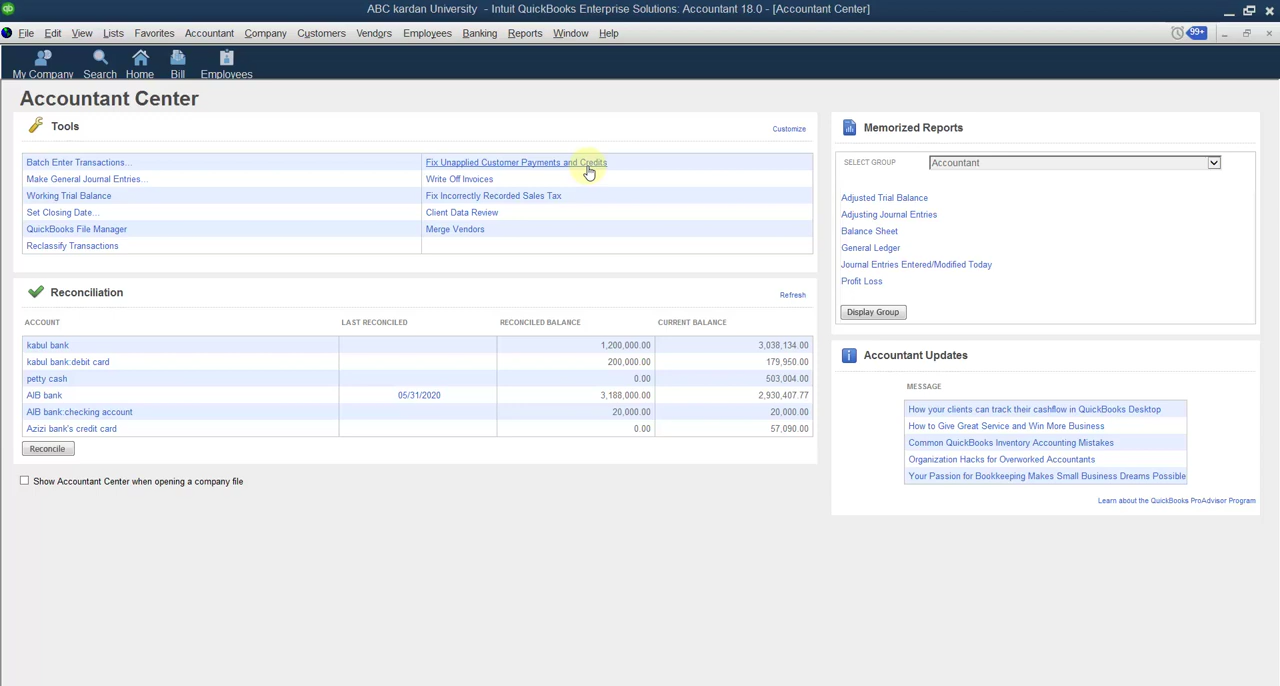 ABC kardan University - Intuit QuickBooks Enterprise Solutions: Accountant 18.0 - [Accountant Center]
File Edit View Lists Favorites Accountant Company Customers Vendors Employees Banking Reports Window Help 99+
My Company Search Home Bill Employees
Accountant Center
Tools
Customize
Batch Enter Transactions...
Make General Journal Entries...
Working Trial Balance
Set Closing Date...
QuickBooks File Manager
Reclassify Transactions
Fix Unapplied Customer Payments and Credits
Write Off Invoices
Fix Incorrectly Recorded Sales Tax
Client Data Review
Merge Vendors
Reconciliation
Refresh
ACCOUNT LAST RECONCILED RECONCILED BALANCE CURRENT BALANCE
kabul bank 1,200,000.00 3,038,134.00
kabul bank:debit card 200,000.00 179,950.00
petty cash 0.00 503,004.00
AIB bank 05/31/2020 3,188,000.00 2,930,407.77
AIB bank:checking account 20,000.00 20,000.00
Azizi bank's credit card 0.00 57,090.00
Reconcile
Show Accountant Center when opening a company file
Memorized Reports
SELECT GROUP Accountant
Adjusted Trial Balance
Adjusting Journal Entries
Balance Sheet
General Ledger
Journal Entries Entered/Modified Today
Profit Loss
Display Group
Accountant Updates
MESSAGE
How your clients can track their cashflow in QuickBooks Desktop
How to Give Great Service and Win More Business
Common QuickBooks Inventory Accounting Mistakes
Organization Hacks for Overworked Accountants
Your Passion for Bookkeeping Makes Small Business Dreams Possible
Learn about the QuickBooks ProAdvisor Program